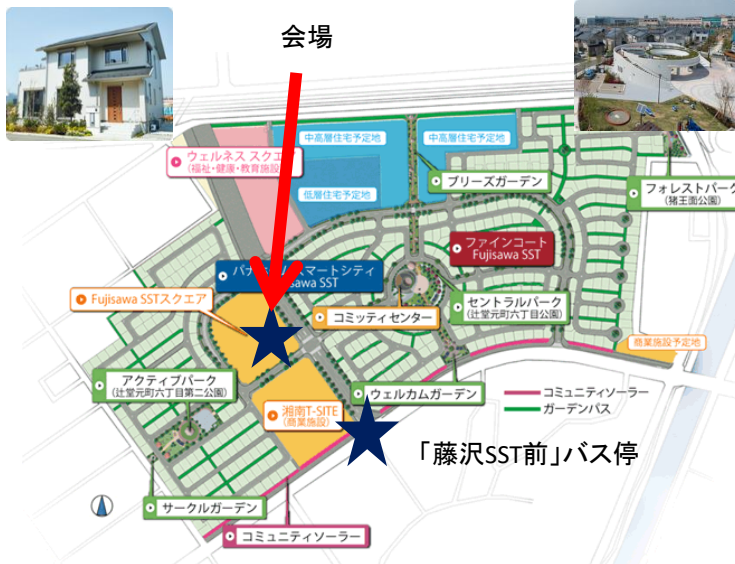 会場
中高層住宅予定地
中高層住宅予定地
ウェルネス スクエ
(福祉・健康・教育施設)
低層住宅予定地
ブリーズガーデン
フォレストパーク
(猪王面公園)
ファインコート
Fujisawa SST
パナ スマートシティ
sawa SST
Fujisawa SSTスクエア
コミッティセンター
セントラルパーク
(辻堂元町六丁目公園)
商業施設予定地
アクティブパーク
(辻堂元町六丁目第二公園)
ウェルカムガーデン
コミュニティソーラー
ガーデンパス
湘南T-SITE
(商業施設)
「藤沢SST前」バス停
サークルガーデン
コミュニティソーラー